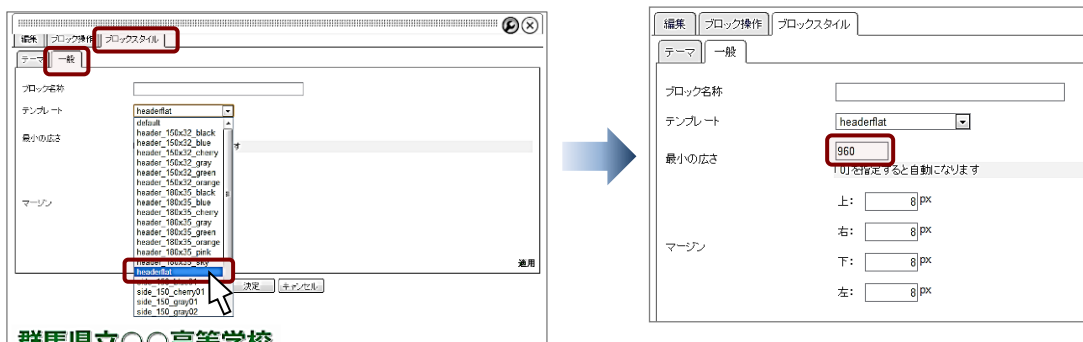 編集 ブロック操作 ブロックスタイル
テーマ 一般
ブロック名称
テンプレート headerflat
default
header_150x32_black
最小の広さ header_150x32_blue
header_150x32_cherry す
header_150x32_gray
header_150x32_green
header_150x32_orange
header_180x35_black
header_180x35_blue
マージン header_180x35_cherry
header_180x35_gray
header_180x35_green
header_180x35_orange
header_180x35_pink
header_180x35_sky
headerflat
適用
side_150_blue01
side_150_cherry01
side_150_gray01
side_150_gray02
決定 キャンセル
群馬県立○○高等学校
編集 ブロック操作 ブロックスタイル
テーマ 一般
ブロック名称
テンプレート headerflat
最小の広さ 960
「0」を指定すると自動になります
マージン
上: 8 px
右: 8 px
下: 8 px
左: 8 px